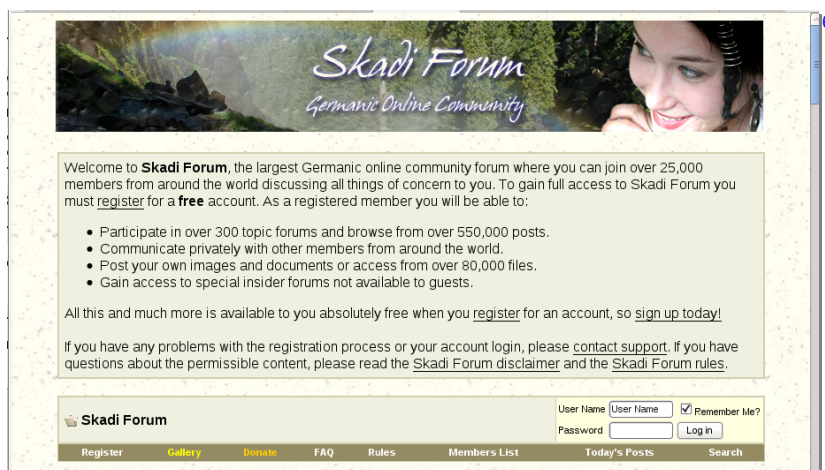 Skadi Forum
Germanic Online Community
Welcome to Skadi Forum, the largest Germanic online community forum where you can join over 25,000
members from around the world discussing all things of concern to you. To gain full access to Skadi Forum you
must register for a free account. As a registered member you will be able to:
Participate in over 300 topic forums and browse from over 550,000 posts.
Communicate privately with other members from around the world.
Post your own images and documents or access from over 80,000 files.
Gain access to special insider forums not available to guests.
All this and much more is available to you absolutely free when you register for an account, so sign up today!
If you have any problems with the registration process or your account login, please contact support. If you have
questions about the permissible content, please read the Skadi Forum disclaimer and the Skadi Forum rules.
Skadi Forum
User Name User Name Remember Me?
Password Log in
Register Gallery Donate FAQ Rules Members List Today's Posts Search